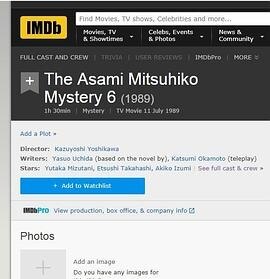 IMDb
Find Movies, TV shows, Celebrities and more...
Movies, TV
& Showtimes
Celebs, Events
& Photos
News &
Community
FULL CAST AND CREW | TRIVIA | USER REVIEWS | IMDbPro | MORE
The Asami Mitsuhiko
Mystery 6 (1989)
1h 30min | Mystery | TV Movie 11 July 1989
Add a Plot »
Director: Kazuyoshi Yoshikawa
Writers: Yasuo Uchida (based on the novel by), Katsumi Okamoto (teleplay)
Stars: Yutaka Mizutani, Etsushi Takahashi, Akiko Izumi | See full cast & crew »
+ Add to Watchlist
IMDbPro View production, box office, & company info
Photos
Add an image
Do you have any images for